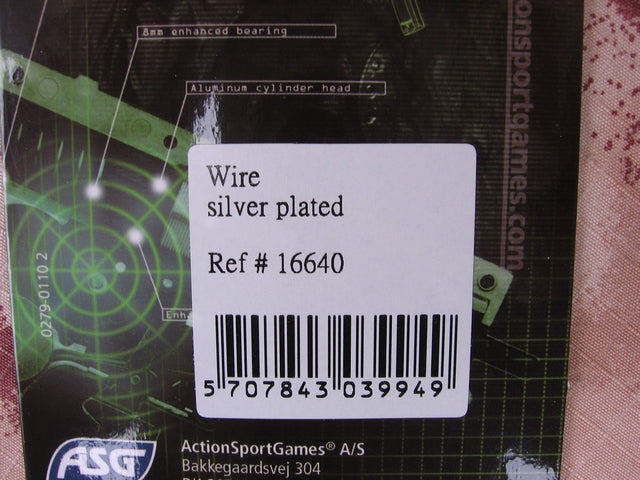 8mm enhanced bearing
Aluminum cylinder head
onsportgames.com
Wire
silver plated
Ref # 16640
0279-0110 2
5 707843 039949
ASG
ActionSportGames® A/S
Bakkegaardsvej 304